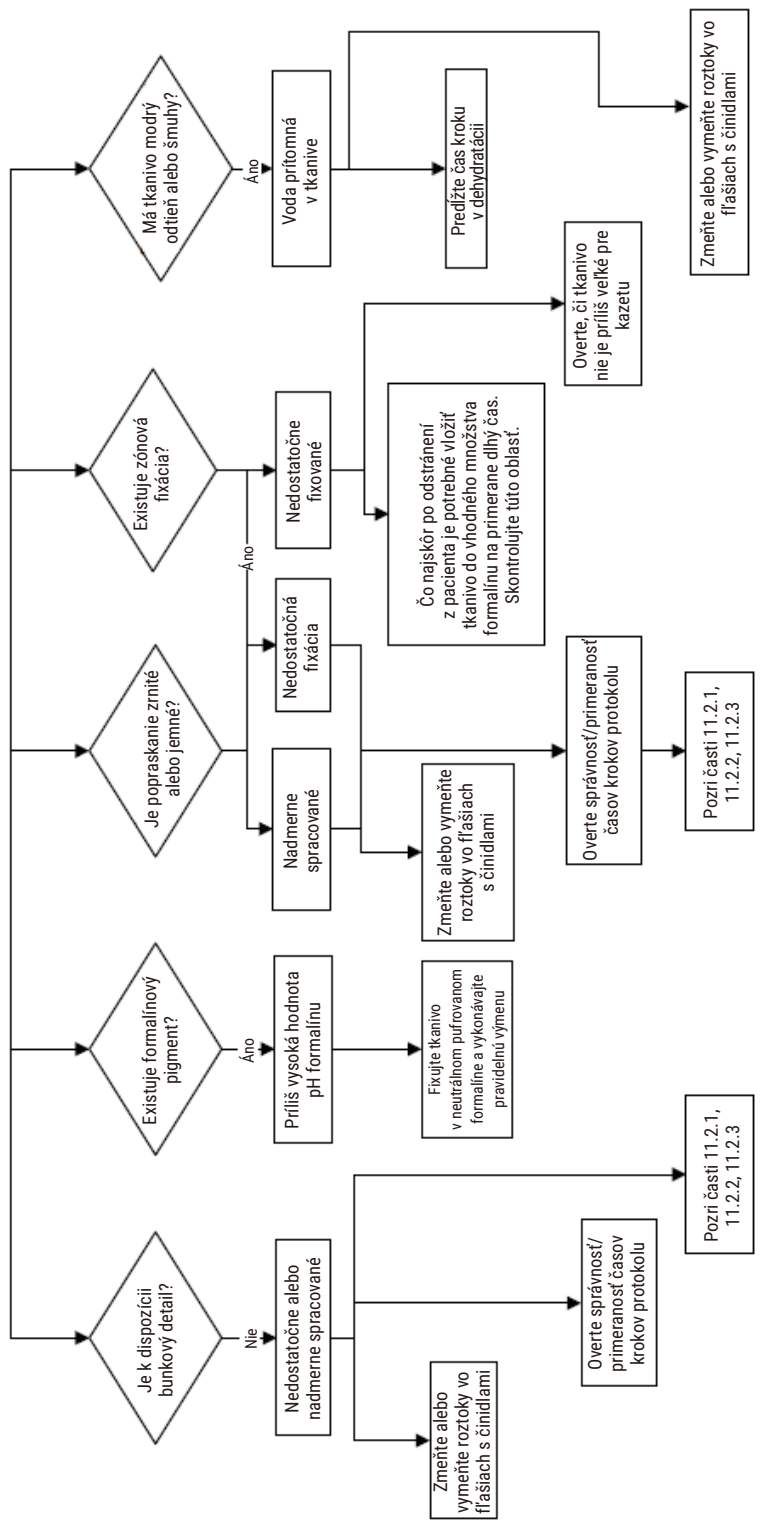 Je k dispozícii
bunkový detail?
Nie
Nedostatočne alebo
nadmerne spracované
Zmeňte alebo
vymeňte roztoky vo
fľašiach s činidlami
Overte správnosť/
primeranosť časov
krokov protokolu
Pozri časti 11.2.1,
11.2.2, 11.2.3
Existuje formalínový
pigment?
Áno
Príliš vysoká hodnota
pH formalínu
Fixujte tkanivo
v neutrálnom pufrovanom
formalíne a vykonávajte
pravidelnú výmenu
Je popraskanie zrnité
alebo jemné?
Nadmerne
spracované
Nedostatočná
fixácia
Zmeňte alebo vymeňte
roztoky vo fľašiach
s činidlami
Overte správnosť/primeranosť
časov krokov protokolu
Pozri časti 11.2.1,
11.2.2, 11.2.3
Existuje zónová
fixácia?
Áno
Nedostatočne
fixované
Čo najskôr po odstránení
z pacienta je potrebné vložiť
tkanivo do vhodného množstva
formalínu na primerane dlhý čas.
Skontrolujte túto oblasť.
Overte, či tkanivo
nie je príliš veľké pre
kazetu
Má tkanivo modrý
odtieň alebo šmuhy?
Áno
Voda prítomná
v tkanive
Predĺžte čas kroku
v dehydratácii
Zmeňte alebo vymeňte roztoky vo
fľašiach s činidlami